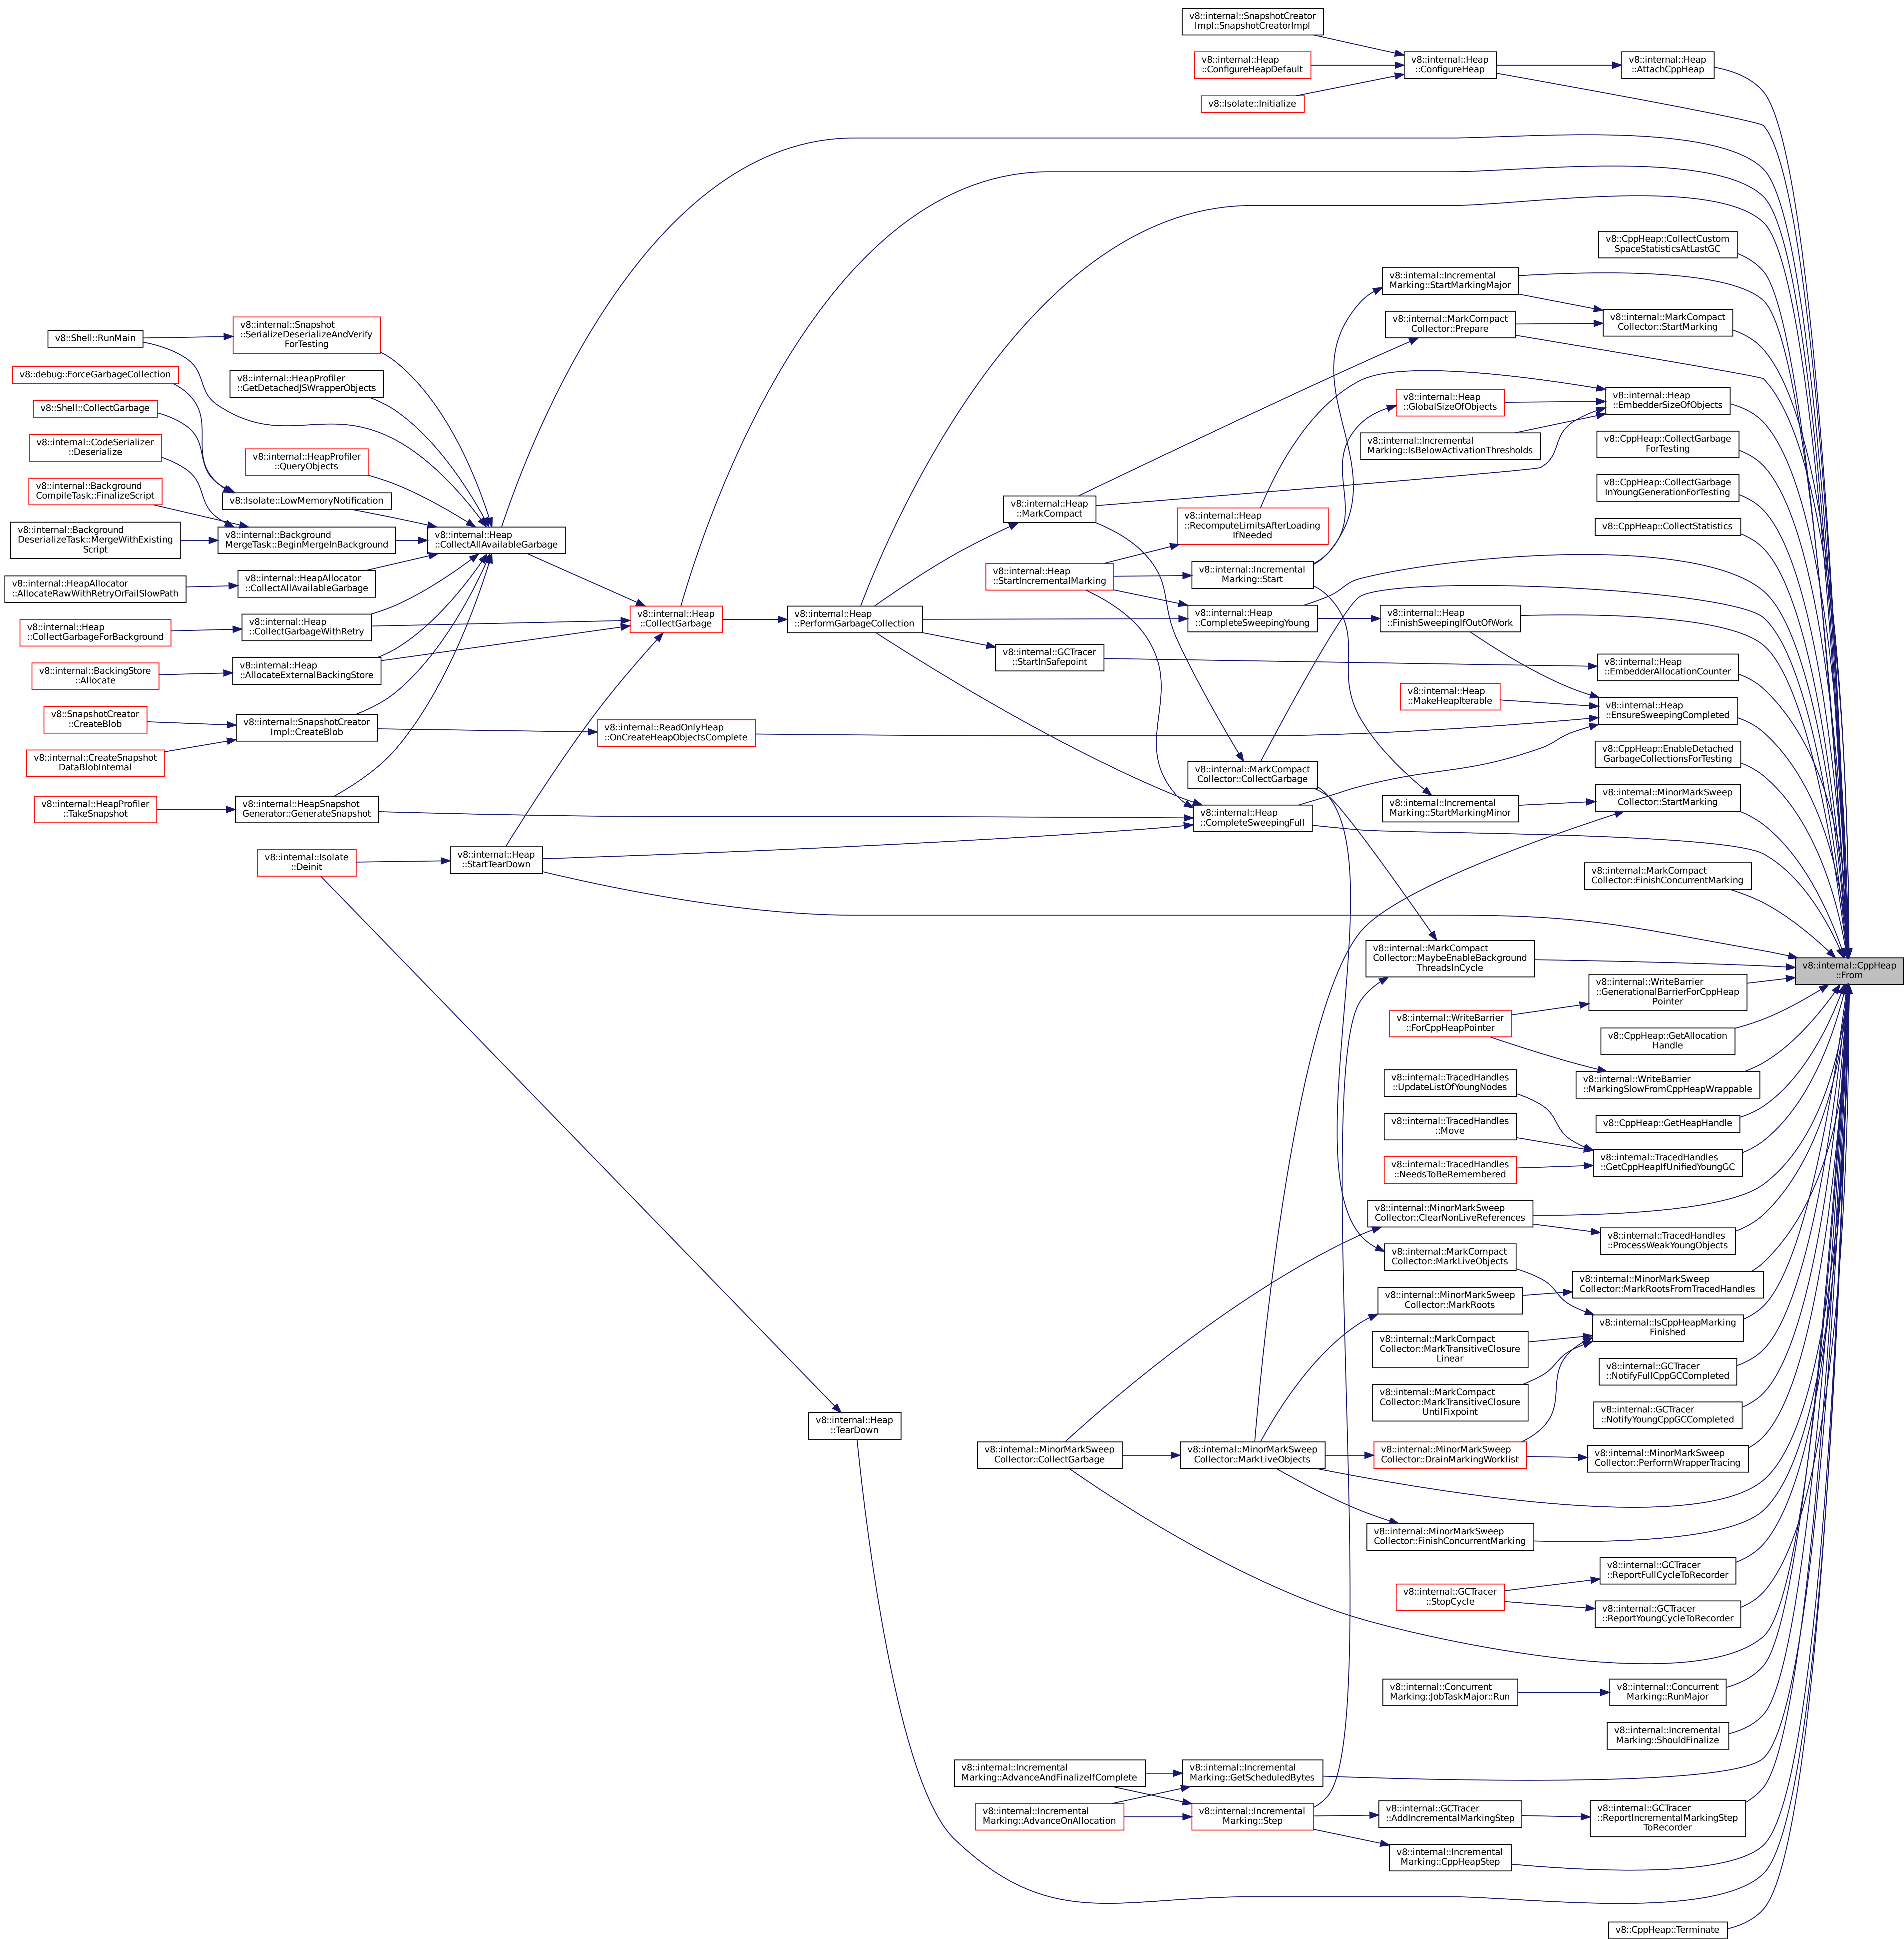 v8::internal::SnapshotCreator
Impl::SnapshotCreatorImpl
v8::internal::Heap
::ConfigureHeapDefault
v8::Isolate::Initialize
v8::internal::Heap
::ConfigureHeap
v8::internal::Heap
::AttachCppHeap
v8::CppHeap::CollectCustom
SpaceStatisticsAtLastGC
v8::internal::Incremental
Marking::StartMarkingMajor
v8::internal::MarkCompact
Collector::Prepare
v8::internal::MarkCompact
Collector::StartMarking
v8::internal::Heap
::GlobalSizeOfObjects
v8::internal::Heap
::EmbedderSizeOfObjects
v8::internal::Incremental
Marking::IsBelowActivationThresholds
v8::CppHeap::CollectGarbage
ForTesting
v8::CppHeap::CollectGarbage
InYoungGenerationForTesting
v8::CppHeap::CollectStatistics
v8::Shell::RunMain
v8::internal::Snapshot
::SerializeDeserializeAndVerify
ForTesting
v8::debug::ForceGarbageCollection
v8::internal::HeapProfiler
::GetDetachedJSWrapperObjects
v8::Shell::CollectGarbage
v8::internal::CodeSerializer
::Deserialize
v8::internal::HeapProfiler
::QueryObjects
v8::internal::Background
CompileTask::FinalizeScript
v8::Isolate::LowMemoryNotification
v8::internal::Background
DeserializeTask::MergeWithExisting
Script
v8::internal::Background
MergeTask::BeginMergeInBackground
v8::internal::Heap
::CollectAllAvailableGarbage
v8::internal::HeapAllocator
::AllocateRawWithRetryOrFailSlowPath
v8::internal::HeapAllocator
::CollectAllAvailableGarbage
v8::internal::Heap
::CollectGarbageForBackground
v8::internal::Heap
::CollectGarbageWithRetry
v8::internal::BackingStore
::Allocate
v8::internal::Heap
::AllocateExternalBackingStore
v8::SnapshotCreator
::CreateBlob
v8::internal::SnapshotCreator
Impl::CreateBlob
v8::internal::CreateSnapshot
DataBlobInternal
v8::internal::HeapProfiler
::TakeSnapshot
v8::internal::HeapSnapshot
Generator::GenerateSnapshot
v8::internal::Isolate
::Deinit
v8::internal::Heap
::StartTearDown
v8::internal::Heap
::CollectGarbage
v8::internal::ReadOnlyHeap
::OnCreateHeapObjectsComplete
v8::internal::Heap
::PerformGarbageCollection
v8::internal::Heap
::MarkCompact
v8::internal::Heap
::StartIncrementalMarking
v8::internal::GCTracer
::StartInSafepoint
v8::internal::Heap
::RecomputeLimitsAfterLoading
IfNeeded
v8::internal::Incremental
Marking::Start
v8::internal::Heap
::CompleteSweepingYoung
v8::internal::Heap
::FinishSweepingIfOutOfWork
v8::internal::Heap
::EmbedderAllocationCounter
v8::internal::Heap
::MakeHeapIterable
v8::internal::Heap
::EnsureSweepingCompleted
v8::CppHeap::EnableDetached
GarbageCollectionsForTesting
v8::internal::MarkCompact
Collector::CollectGarbage
v8::internal::Heap
::CompleteSweepingFull
v8::internal::Incremental
Marking::StartMarkingMinor
v8::internal::MinorMarkSweep
Collector::StartMarking
v8::internal::MarkCompact
Collector::FinishConcurrentMarking
v8::internal::MarkCompact
Collector::MaybeEnableBackground
ThreadsInCycle
v8::internal::CppHeap
::From
v8::internal::WriteBarrier
::GenerationalBarrierForCppHeap
Pointer
v8::internal::WriteBarrier
::ForCppHeapPointer
v8::CppHeap::GetAllocation
Handle
v8::internal::WriteBarrier
::MarkingSlowFromCppHeapWrappable
v8::internal::TracedHandles
::UpdateListOfYoungNodes
v8::CppHeap::GetHeapHandle
v8::internal::TracedHandles
::Move
v8::internal::TracedHandles
::NeedsToBeRemembered
v8::internal::TracedHandles
::GetCppHeapIfUnifiedYoungGC
v8::internal::MinorMarkSweep
Collector::ClearNonLiveReferences
v8::internal::TracedHandles
::ProcessWeakYoungObjects
v8::internal::MarkCompact
Collector::MarkLiveObjects
v8::internal::MinorMarkSweep
Collector::MarkRootsFromTracedHandles
v8::internal::MinorMarkSweep
Collector::MarkRoots
v8::internal::IsCppHeapMarking
Finished
v8::internal::MarkCompact
Collector::MarkTransitiveClosure
Linear
v8::internal::GCTracer
::NotifyFullCppGCCompleted
v8::internal::MarkCompact
Collector::MarkTransitiveClosure
UntilFixpoint
v8::internal::GCTracer
::NotifyYoungCppGCCompleted
v8::internal::Heap
::TearDown
v8::internal::MinorMarkSweep
Collector::CollectGarbage
v8::internal::MinorMarkSweep
Collector::MarkLiveObjects
v8::internal::MinorMarkSweep
Collector::DrainMarkingWorklist
v8::internal::MinorMarkSweep
Collector::PerformWrapperTracing
v8::internal::MinorMarkSweep
Collector::FinishConcurrentMarking
v8::internal::GCTracer
::ReportFullCycleToRecorder
v8::internal::GCTracer
::StopCycle
v8::internal::GCTracer
::ReportYoungCycleToRecorder
v8::internal::Concurrent
Marking::JobTaskMajor::Run
v8::internal::Concurrent
Marking::RunMajor
v8::internal::Incremental
Marking::ShouldFinalize
v8::internal::Incremental
Marking::AdvanceAndFinalizeIfComplete
v8::internal::Incremental
Marking::GetScheduledBytes
v8::internal::Incremental
Marking::AdvanceOnAllocation
v8::internal::Incremental
Marking::Step
v8::internal::GCTracer
::AddIncrementalMarkingStep
v8::internal::GCTracer
::ReportIncrementalMarkingStep
ToRecorder
v8::internal::Incremental
Marking::CppHeapStep
v8::CppHeap::Terminate